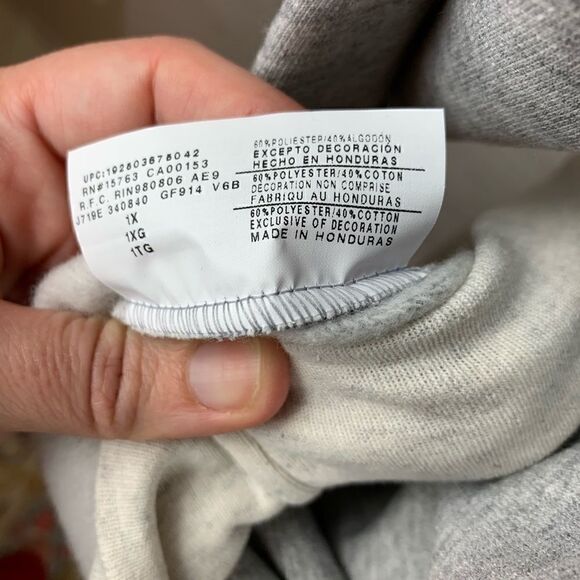 UPC:192503675042
RN#15763 CA00153
R.F.C. RIN980806 AE9
J719E 340840 GF914 V6B
1X
1XG
1TG
60%POLIESTER/40%ALGODÓN
EXCEPTO DECORACIÓN
HECHO EN HONDURAS
60%POLYESTER/40%COTON
DÉCORATION NON COMPRISE
FABRIQU AU HONDURAS
60%POLYESTER/40%COTTON
EXCLUSIVE OF DECORATION
MADE IN HONDURAS